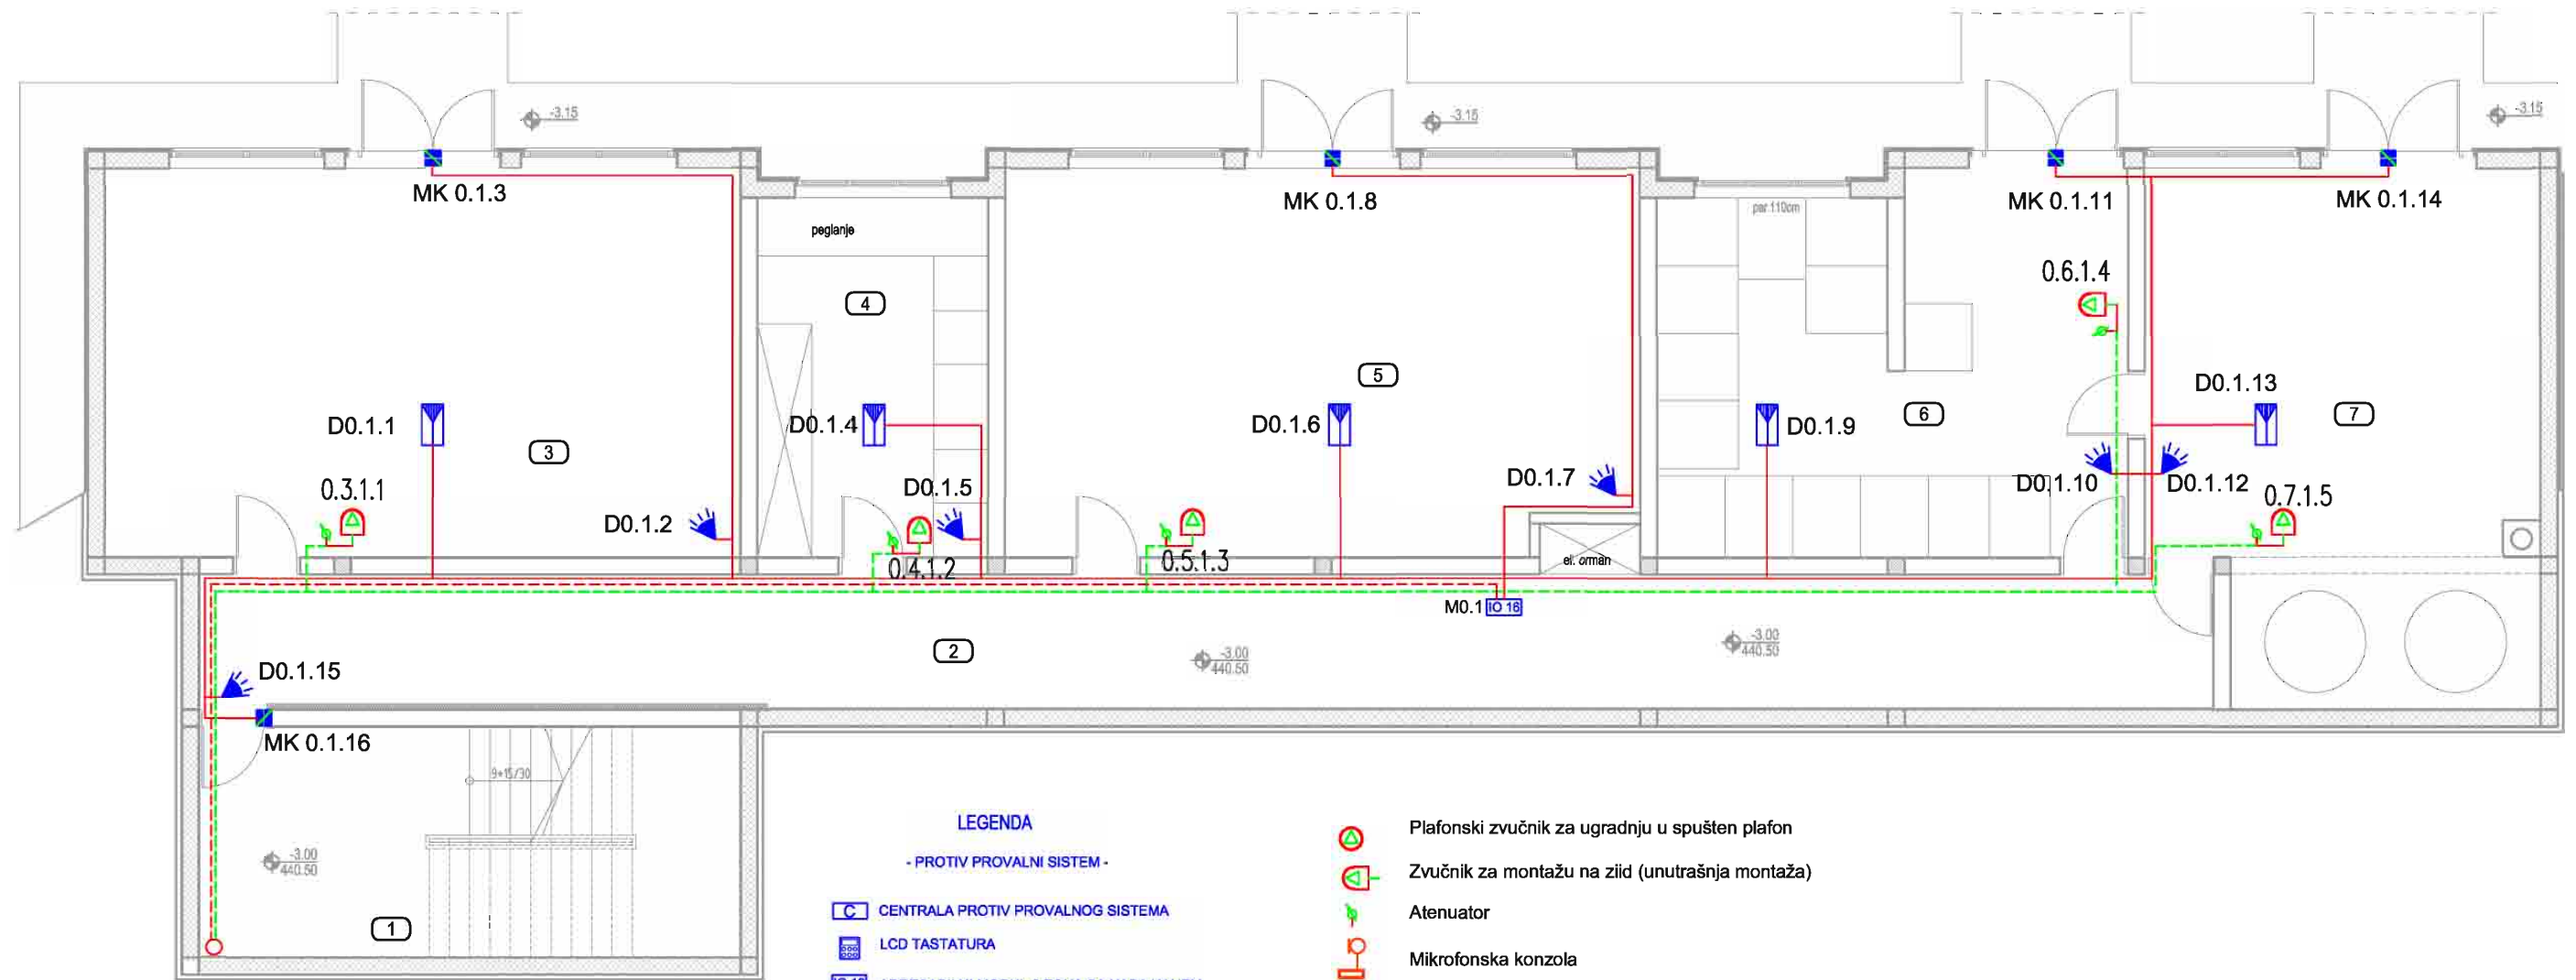 -3.15
-3.15
-3.15
MK 0.1.3
MK 0.1.8
MK 0.1.11
MK 0.1.14
peglanje
par.110cm
4
0.6.1.4
5
D0.1.13
D0.1.1
3
D0.1.4
D0.1.6
D0.1.9
6
7
0.3.1.1
D0.1.2
D0.1.5
D0.1.7
D0.1.10
D0.1.12
0.7.1.5
0.4.1.2
0.5.1.3
el. orman
M0.1 IO 16
2
-3.00
440.50
-3.00
440.50
D0.1.15
MK 0.1.16
9*15/30
-3.00
440.50
1
LEGENDA
- PROTIV PROVALNI SISTEM -
C CENTRALA PROTIV PROVALNOG SISTEMA
LCD TASTATURA
Plafonski zvučnik za ugradnju u spušten plafon
Zvučnik za montažu na ziid (unutrašnja montaža)
Atenuator
Mikrofonska konzola